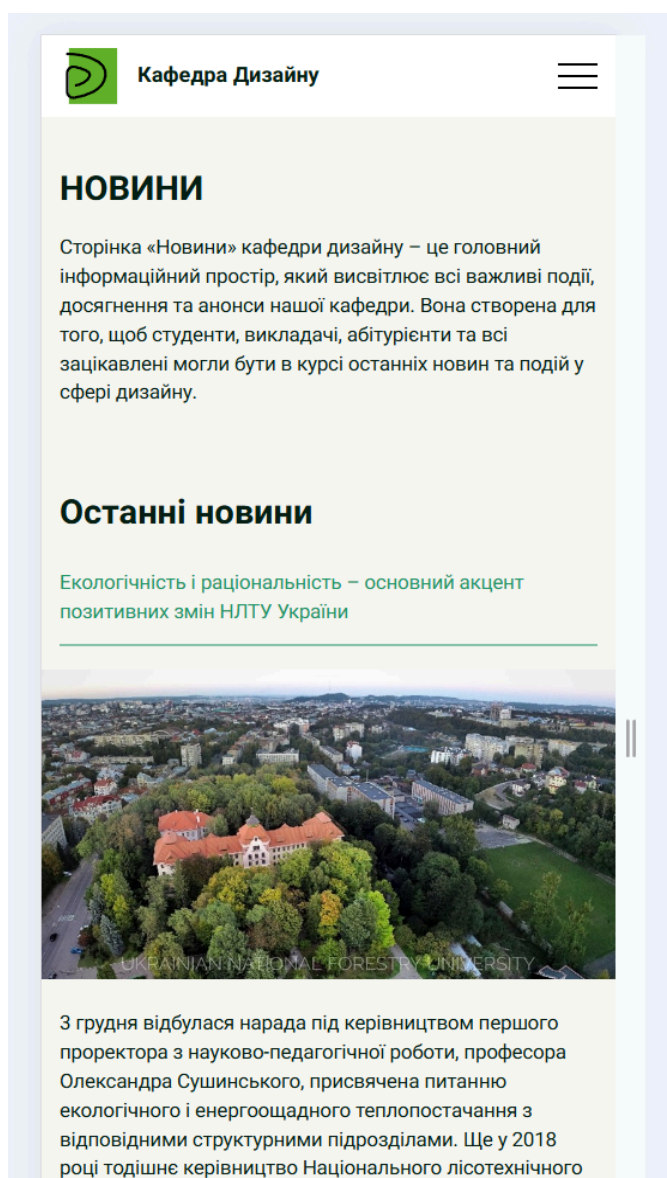 Кафедра Дизайну
НОВИНИ
Сторінка «Новини» кафедри дизайну – це головний
інформаційний простір, який висвітлює всі важливі події,
досягнення та анонси нашої кафедри. Вона створена для
того, щоб студенти, викладачі, абітурієнти та всі
зацікавлені могли бути в курсі останніх новин та подій у
сфері дизайну.
Останні новини
Екологічність і раціональність – основний акцент
позитивних змін НЛТУ України
UKRAINIAN NATIONAL FORESTRY UNIVERSITY
3 грудня відбулася нарада під керівництвом першого
проректора з науково-педагогічної роботи, професора
Олександра Сушинського, присвячена питанню
екологічного і енергоощадного теплопостачання з
відповідними структурними підрозділами. Ще у 2018
році тодішнє керівництво Національного лісотехнічного